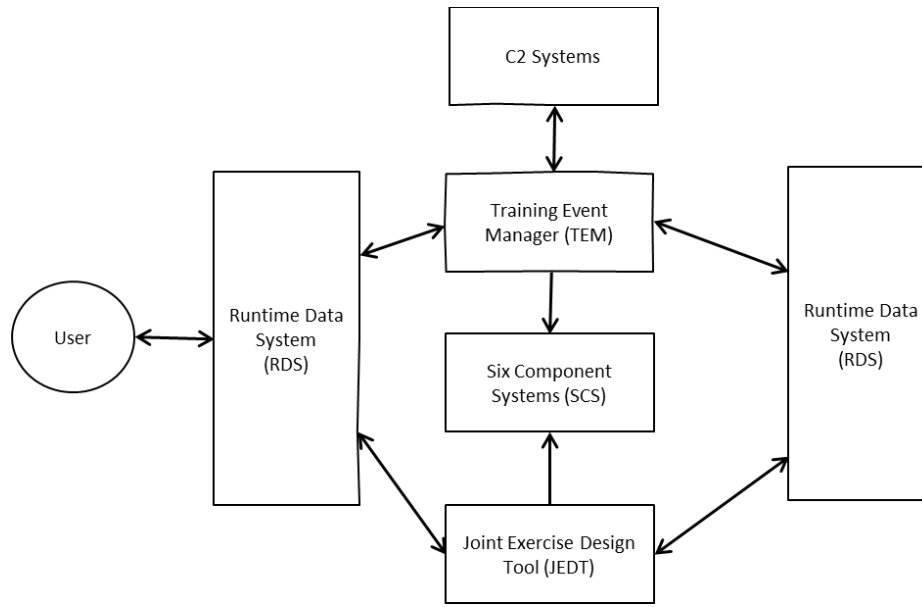 C2 Systems
Training Event
Manager (TEM)
User
Runtime Data
System
(RDS)
Six Component
Systems (SCS)
Runtime Data
System
(RDS)
Joint Exercise Design
Tool (JEDT)